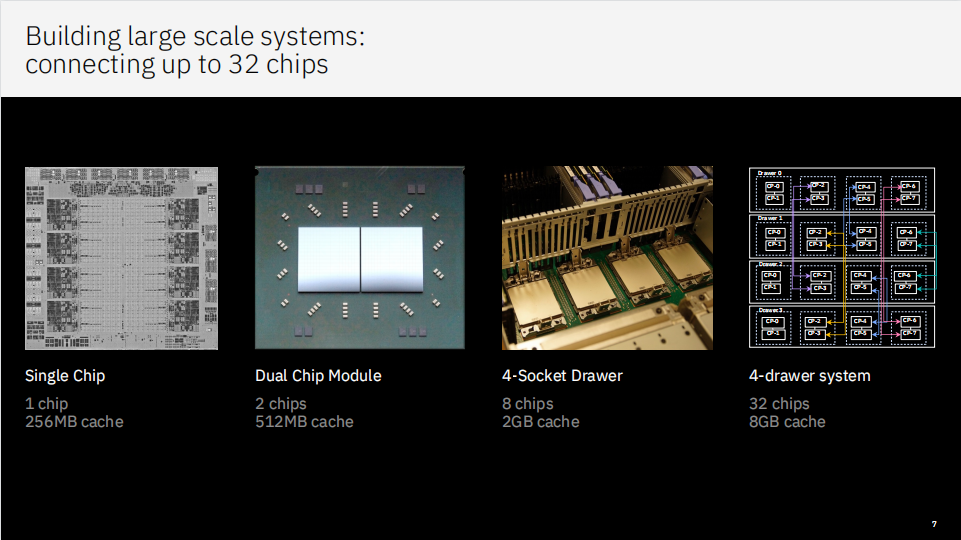 Building large scale systems:
connecting up to 32 chips
Single Chip
1 chip
256MB cache
Dual Chip Module
2 chips
512MB cache
4-Socket Drawer
8 chips
2GB cache
Drawer 0
CP-0 CP-2 CP-4 CP-6
CP-1 CP-3 CP-5 CP-7
Drawer 1
CP-0 CP-2 CP-4 CP-6
CP-1 CP-3 CP-5 CP-7
Drawer 2
CP-0 CP-2 CP-4 CP-6
CP-1 CP-3 CP-5 CP-7
Drawer 3
CP-0 CP-2 CP-4 CP-6
CP-1 CP-3 CP-5 CP-7
4-drawer system
32 chips
8GB cache
7